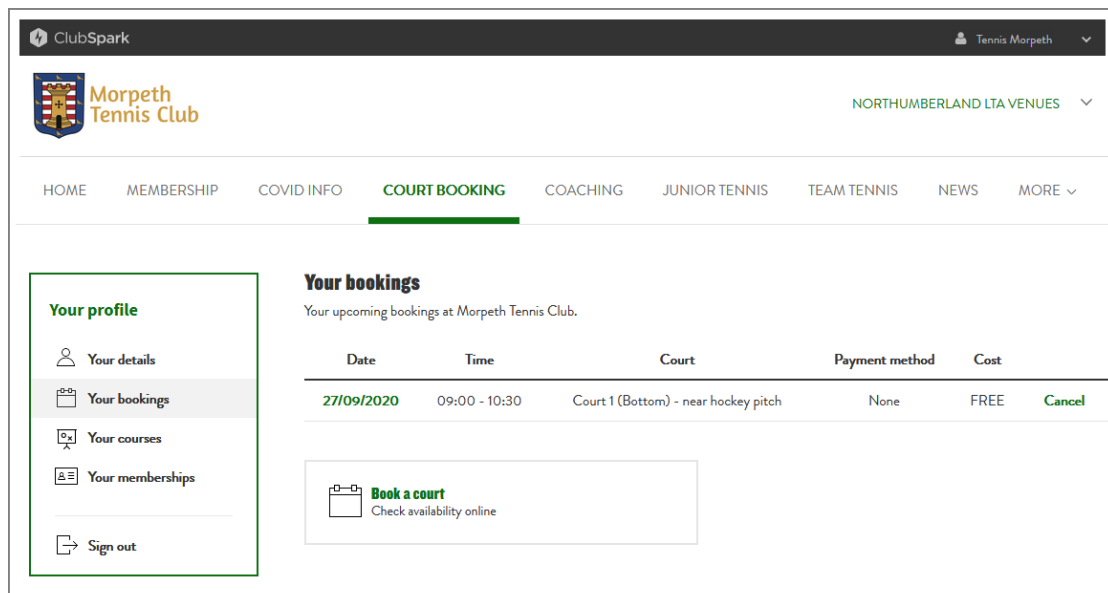 ClubSpark
Tennis Morpeth
Morpeth
Tennis Club
NORTHUMBERLAND LTA VENUES
HOME MEMBERSHIP COVID INFO COURT BOOKING COACHING JUNIOR TENNIS TEAM TENNIS NEWS MORE
Your profile
Your details
Your bookings
Your courses
Your memberships
Sign out
Your bookings
Your upcoming bookings at Morpeth Tennis Club.
Date Time Court Payment method Cost
27/09/2020 09:00 - 10:30 Court 1 (Bottom) - near hockey pitch None FREE Cancel
Book a court
Check availability online